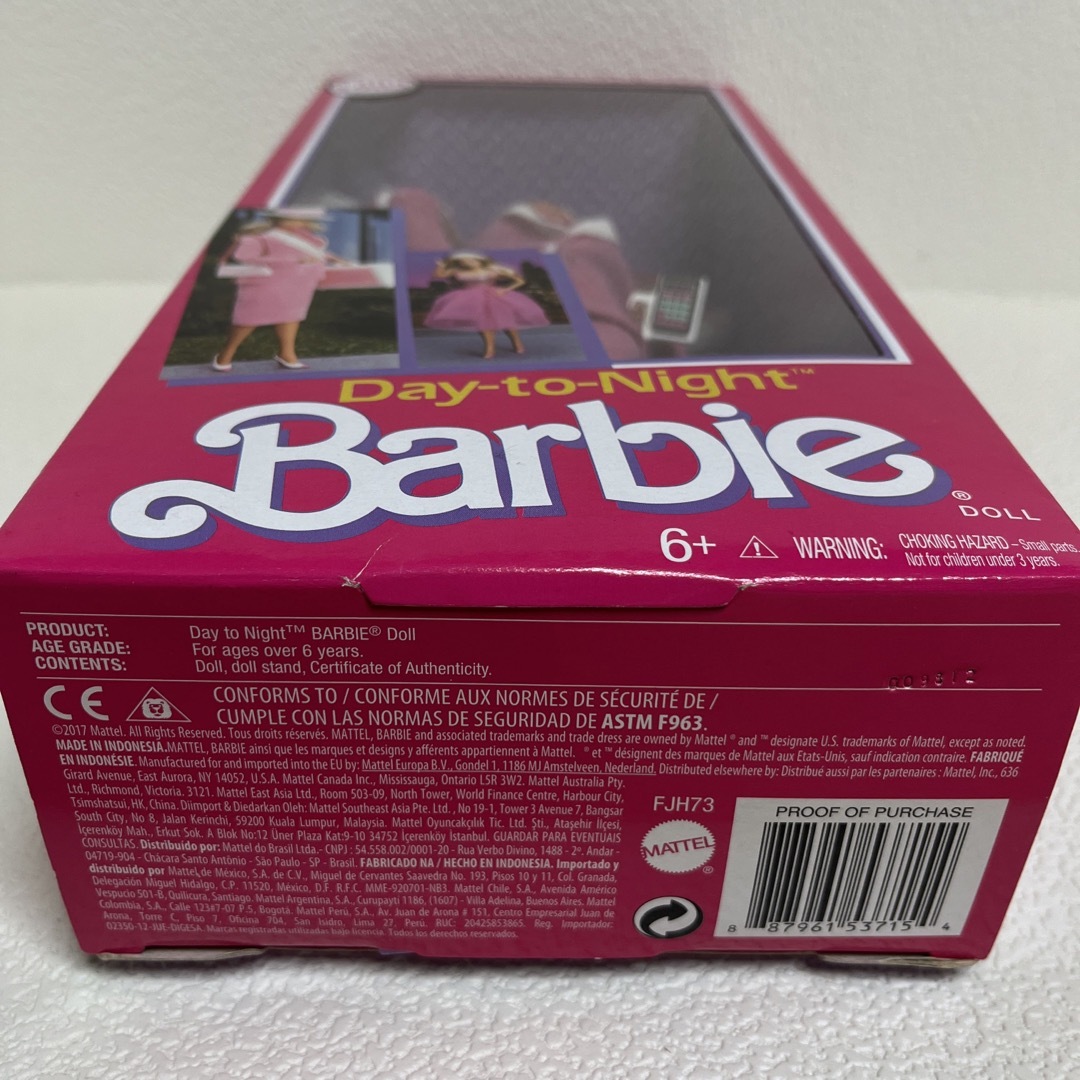 Day-to-Night™
Barbie®
DOLL
6+ WARNING: CHOKING HAZARD – Small parts.
Not for children under 3 years.
PRODUCT: Day to Night™ BARBIE® Doll
AGE GRADE: For ages over 6 years.
CONTENTS: Doll, doll stand, Certificate of Authenticity.
009812
CE CONFORMS TO / CONFORME AUX NORMES DE SÉCURITÉ DE /
CUMPLE CON LAS NORMAS DE SEGURIDAD DE ASTM F963.
©2017 Mattel. All Rights Reserved. Tous droits réservés. MATTEL, BARBIE and associated trademarks and trade dress are owned by Mattel ® and ™ designate U.S. trademarks of Mattel, except as noted.
MADE IN INDONESIA. MATTEL, BARBIE ainsi que les marques et designs y afférents appartiennent à Mattel. ® et ™ désignent des marques de Mattel aux Etats-Unis, sauf indication contraire. FABRIQUÉ
EN INDONÉSIE. Manufactured for and imported into the EU by: Mattel Europa B.V., Gondel 1, 1186 MJ Amstelveen, Nederland. Distributed elsewhere by: Distribué aussi par les partenaires : Mattel, Inc., 636
Girard Avenue, East Aurora, NY 14052, U.S.A. Mattel Canada Inc., Mississauga, Ontario L5R 3W2. Mattel Australia Pty.
Ltd., Richmond, Victoria. 3121. Mattel East Asia Ltd., Room 503-09, North Tower, World Finance Centre, Harbour City,
Tsimshatsui, HK, China. Diimport & Diedarkan Oleh: Mattel Southeast Asia Pte. Ltd., No 19-1, Tower 3 Avenue 7, Bangsar
South City, No 8, Jalan Kerinchi, 59200 Kuala Lumpur, Malaysia. Mattel Oyuncakçılık Tic. Ltd. Şti., Ataşehir İlçesi,
İçerenköy Mah., Erkut Sok. A Blok No:12 Üner Plaza Kat:9-10 34752 İçerenköy İstanbul. GUARDAR PARA EVENTUAIS
CONSULTAS. Distribuído por: Mattel do Brasil Ltda.- CNPJ : 54.558.002/0001-20 - Rua Verbo Divino, 1488 - 2º. Andar -
04719-904 - Chácara Santo Antônio - São Paulo - SP - Brasil. FABRICADO NA / HECHO EN INDONESIA. Importado y
distribuido por Mattel de México, S.A. de C.V., Miguel de Cervantes Saavedra No. 193, Pisos 10 y 11, Col. Granada,
Delegación Miguel Hidalgo, C.P. 11520, México, D.F. R.F.C. MME-920701-NB3. Mattel Chile, S.A., Avenida Américo
Vespucio 501-B, Quilicura, Santiago. Mattel Argentina, S.A., Curupaytí 1186, (1607) - Villa Adelina, Buenos Aires. Mattel
Colombia, S.A., Calle 123#7-07 P.5, Bogotá. Mattel Perú, S.A., Av. Juan de Arona # 151, Centro Empresarial Juan de
Arona, Torre C, Piso 7, Oficina 704, San Isidro, Lima 27, Perú. RUC: 20425853865. Reg. Importador:
02350-12-JUE-DIGESA. Marcas registradas utilizadas bajo licencia. Todos los derechos reservados.
FJH73
MATTEL®
PROOF OF PURCHASE
8 87961 53715 4